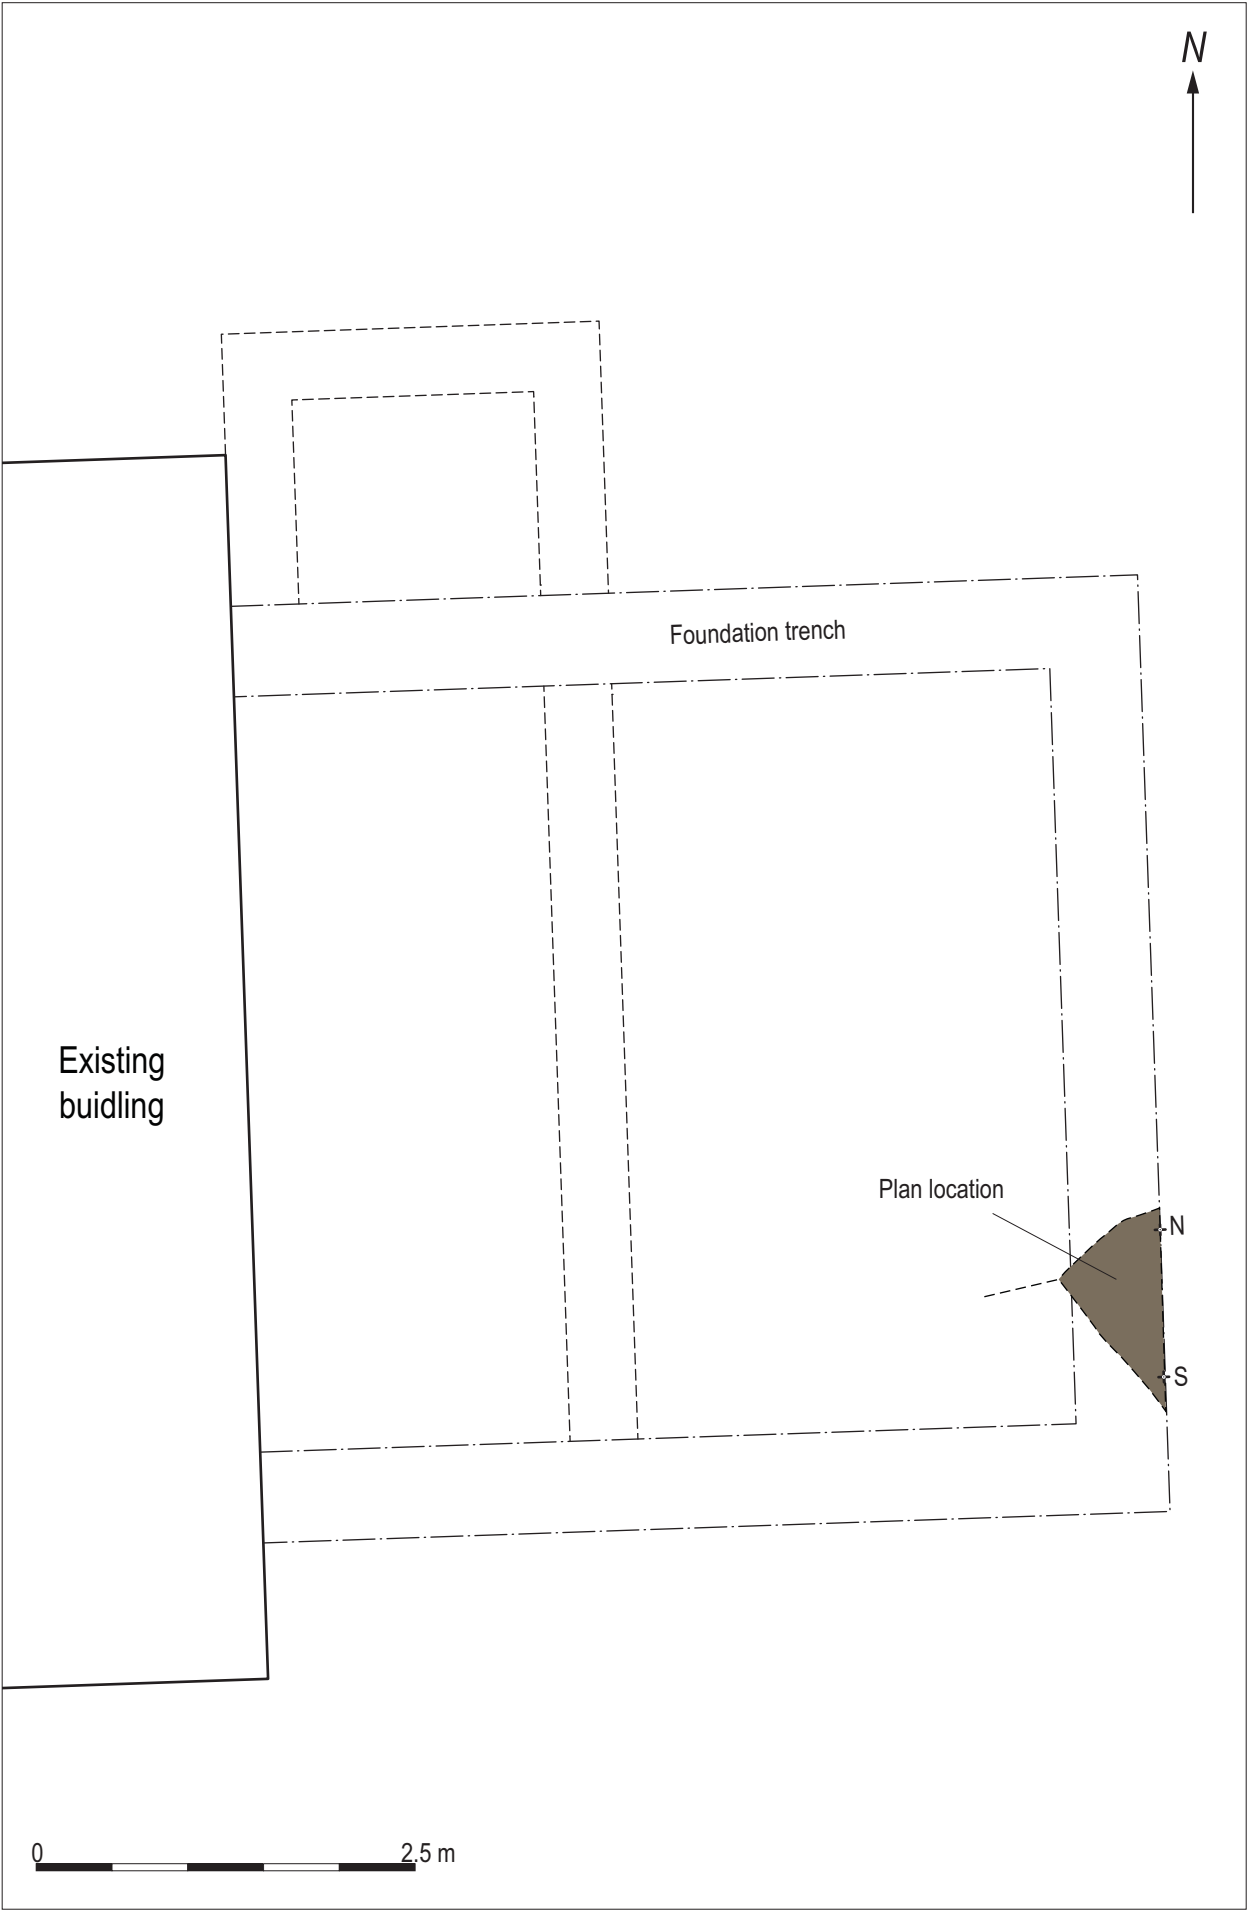 N
Foundation trench
Existing
buidling
Plan location
N
S
0 2.5 m